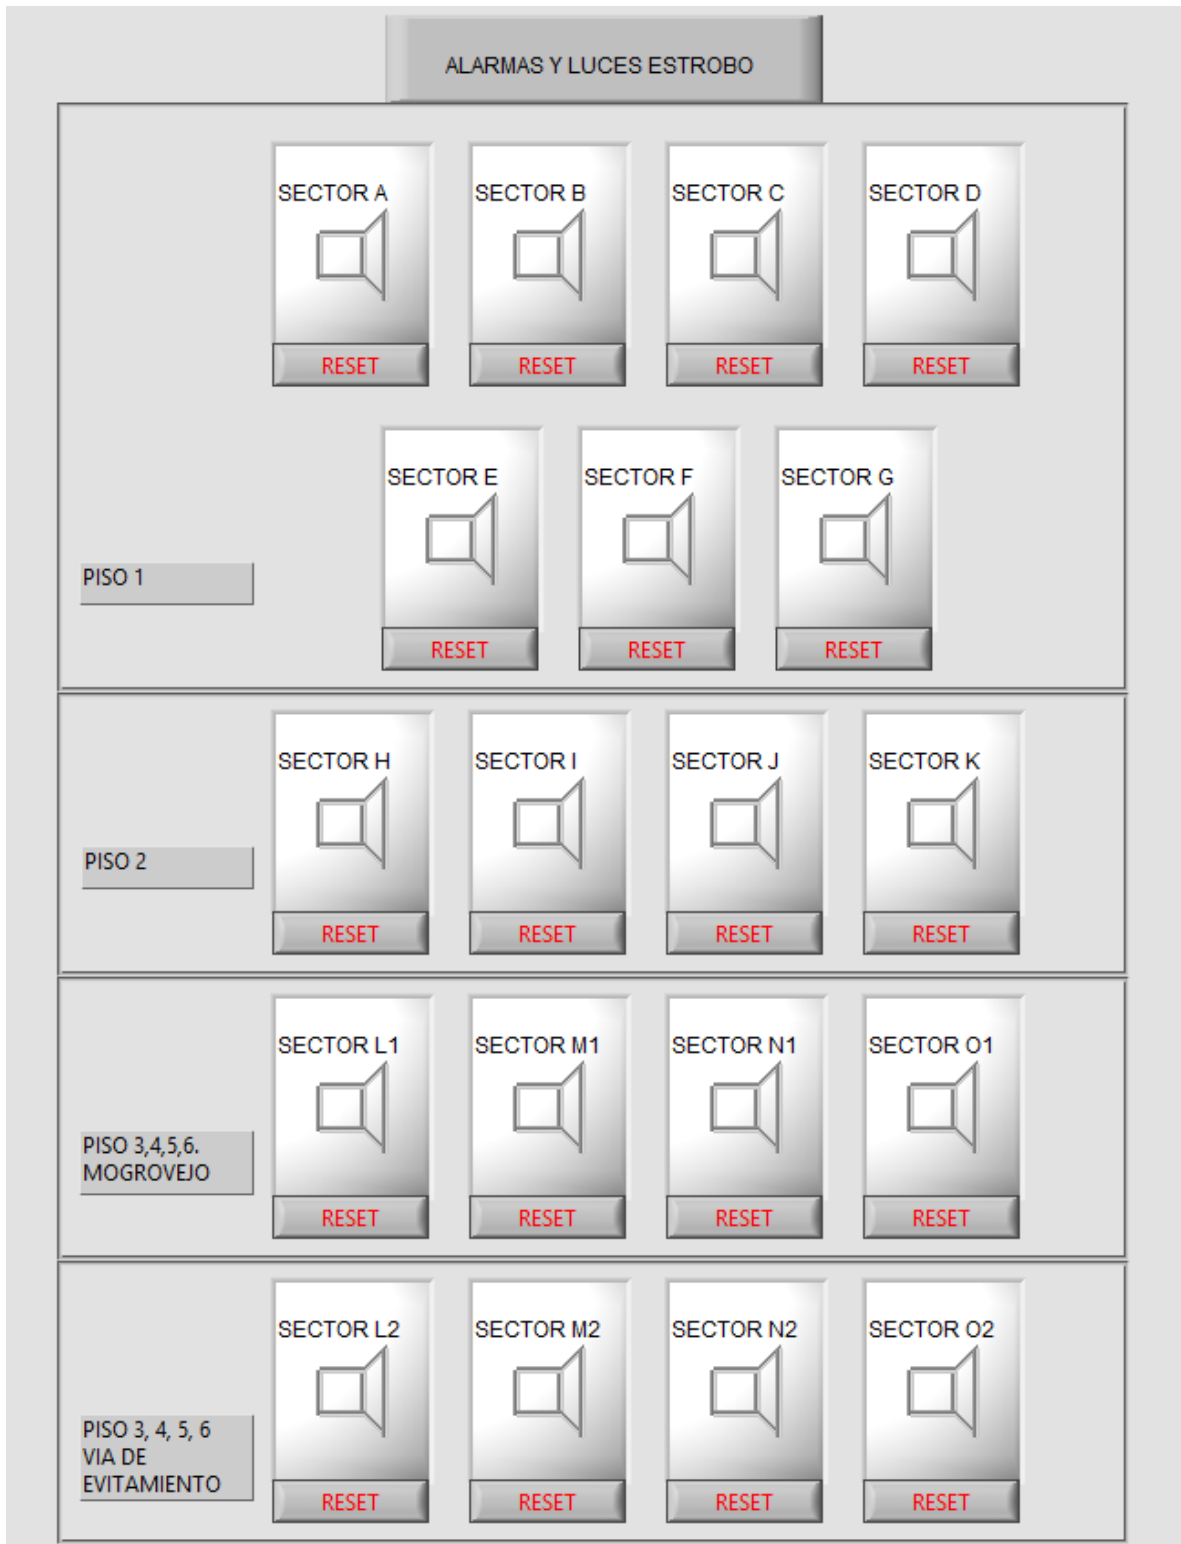 ALARMAS Y LUCES ESTROBO
SECTOR A
SECTOR B
SECTOR C
SECTOR D
RESET
RESET
RESET
RESET
SECTOR E
SECTOR F
SECTOR G
PISO 1
RESET
RESET
RESET
SECTOR H
SECTOR I
SECTOR J
SECTOR K
PISO 2
RESET
RESET
RESET
RESET
SECTOR L1
SECTOR M1
SECTOR N1
SECTOR O1
PISO 3,4,5,6.
MOGROVEJO
RESET
RESET
RESET
RESET
SECTOR L2
SECTOR M2
SECTOR N2
SECTOR O2
PISO 3, 4, 5, 6
VIA DE
EVITAMIENTO
RESET
RESET
RESET
RESET